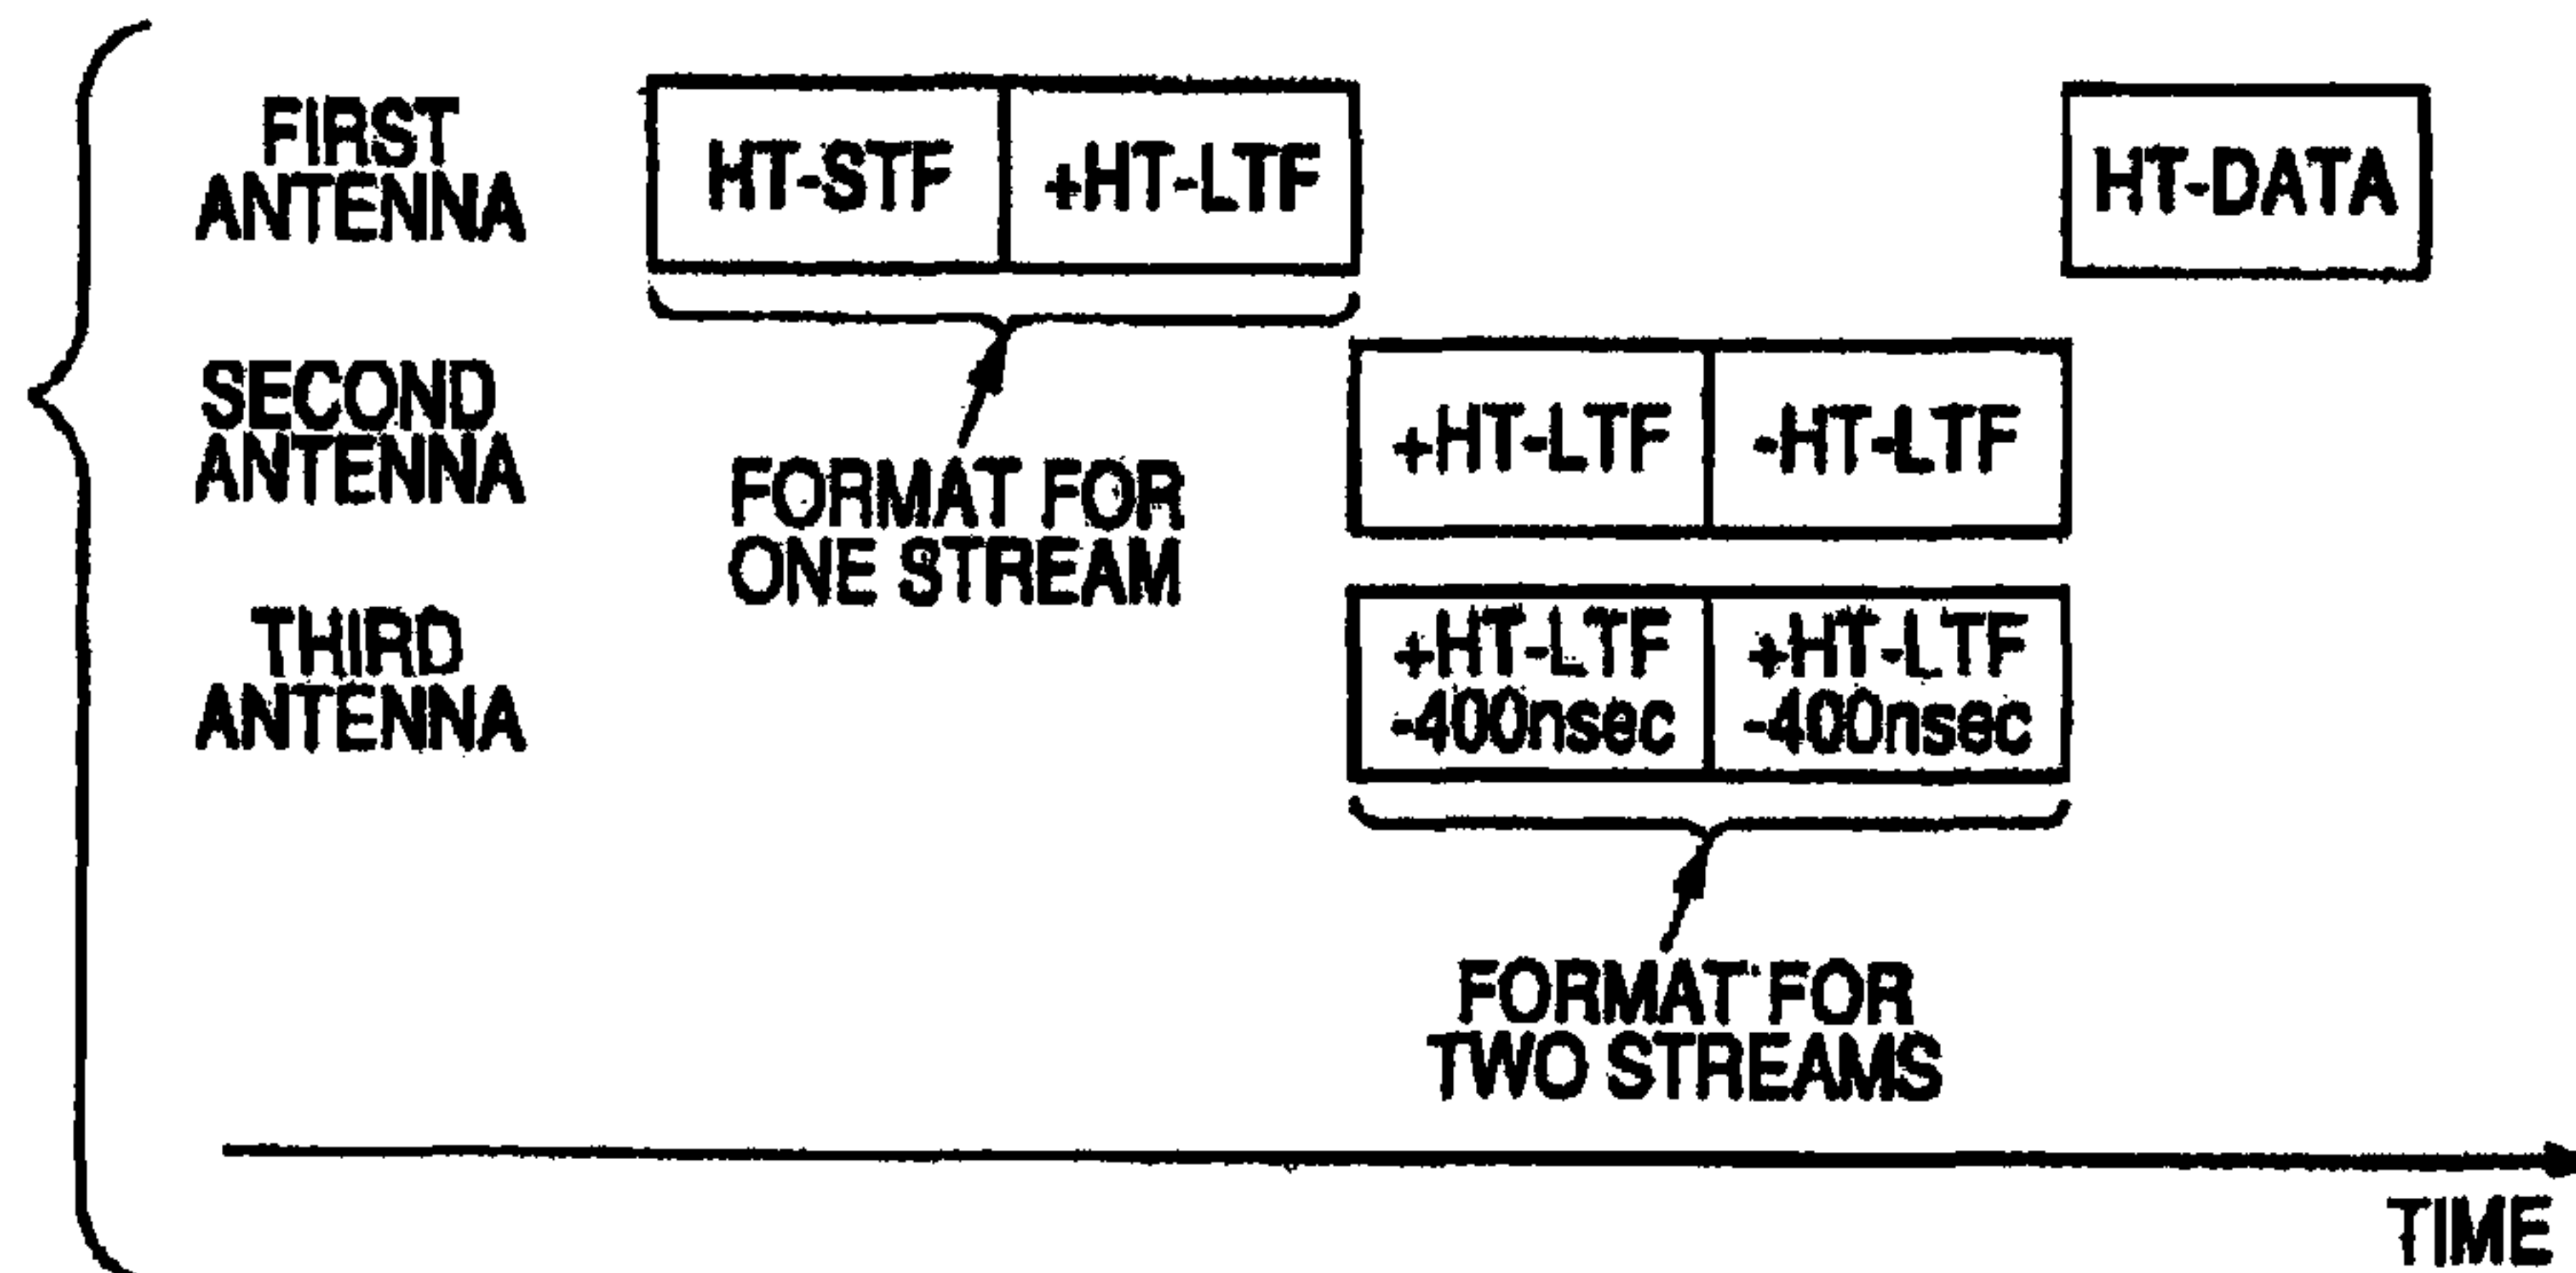 FIRST
ANTENNA
HT-STF
+HT-LTF
HT-DATA
SECOND
ANTENNA
+HT-LTF
-HT-LTF
FORMAT FOR
ONE STREAM
THIRD
ANTENNA
+HT-LTF
-400nsec
+HT-LTF
-400nsec
FORMAT FOR
TWO STREAMS
TIME